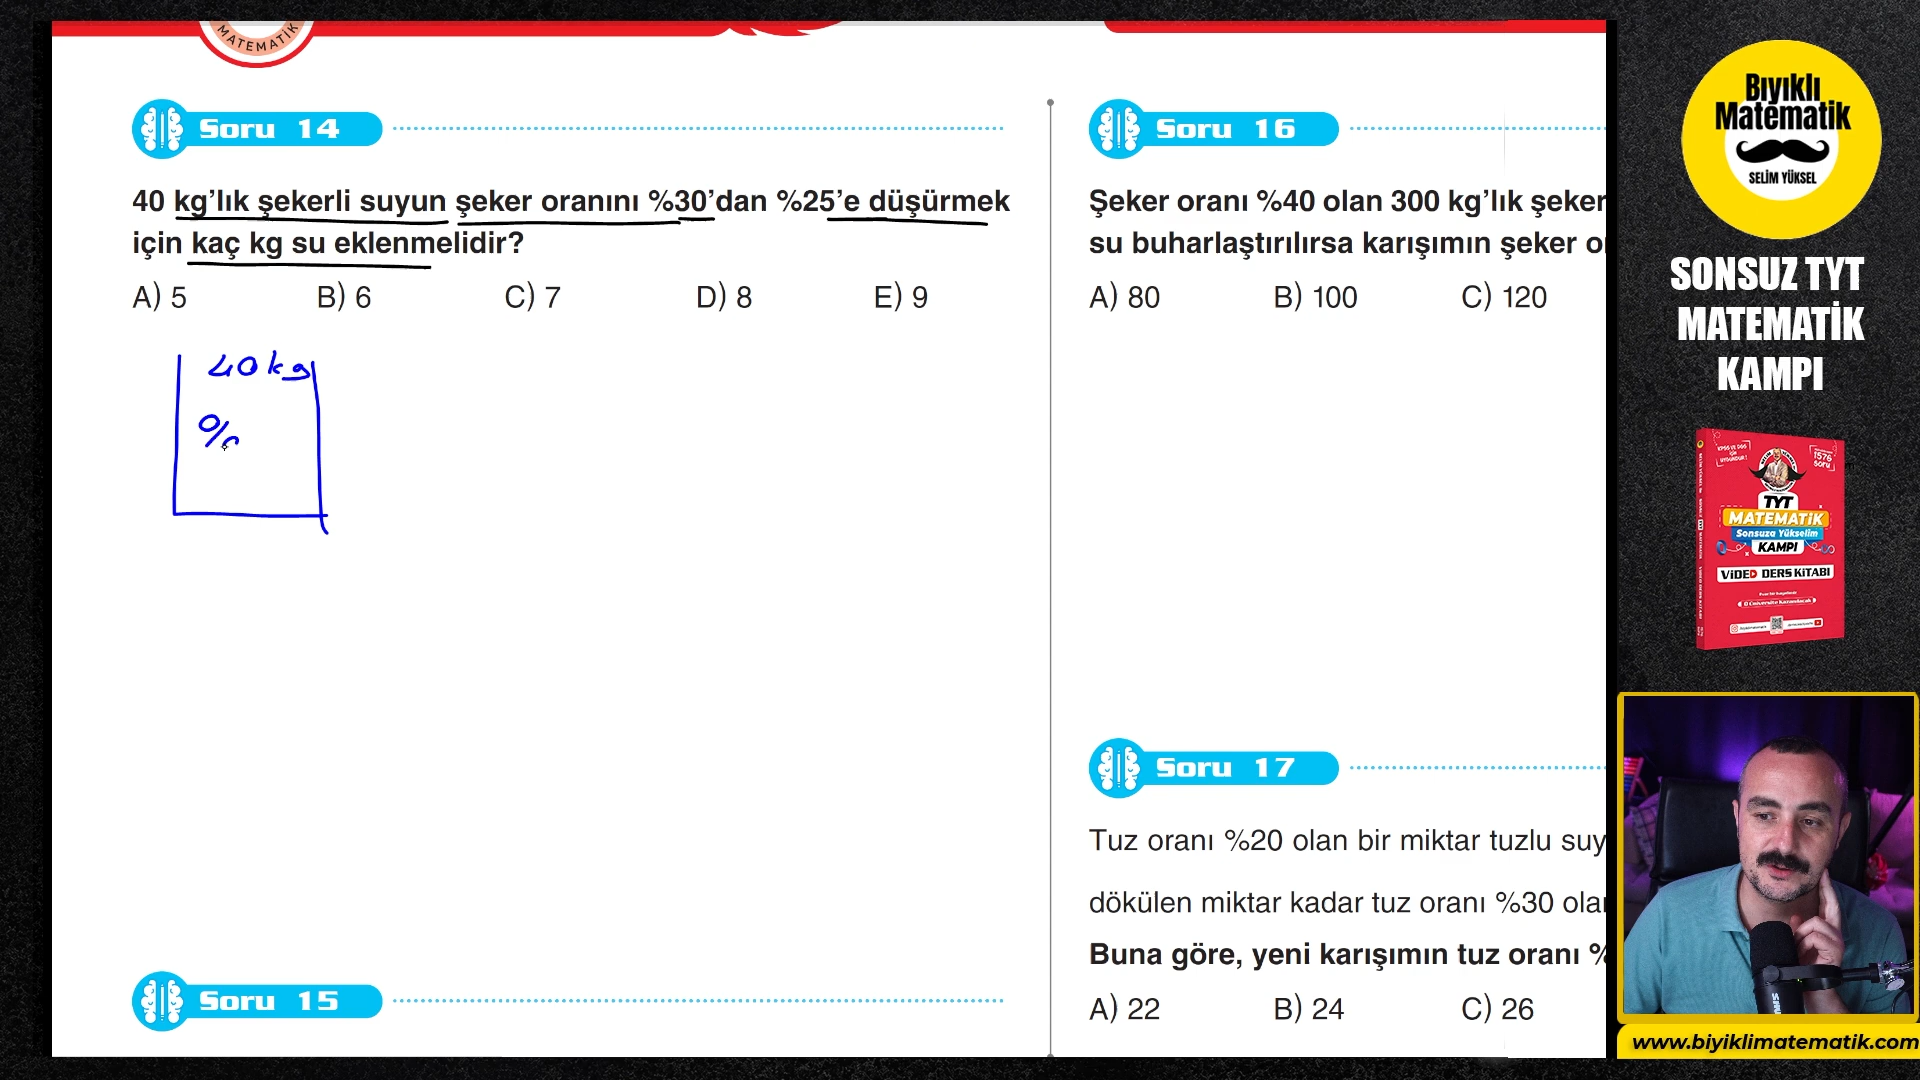 MATEMATİK
Soru 14
40 kg’lık şekerli suyun şeker oranını %30’dan %25’e düşürmek
için kaç kg su eklenmelidir?
A) 5 B) 6 C) 7 D) 8 E) 9
40 kg
%
Soru 15
Soru 16
Şeker oranı %40 olan 300 kg’lık şeker
su buharlaştırılırsa karışımın şeker o
A) 80 B) 100 C) 120
Soru 17
Tuz oranı %20 olan bir miktar tuzlu suy
dökülen miktar kadar tuz oranı %30 ola
Buna göre, yeni karışımın tuz oranı %
A) 22 B) 24 C) 26
Bıyıklı
Matematik
SELİM YÜKSEL
SONSUZ TYT
MATEMATİK
KAMPI
1576
Soru
TYT
MATEMATİK
Sonsuza Yükselim
KAMPI
VİDEO DERS KİTABI
www.biyiklimatematik.com